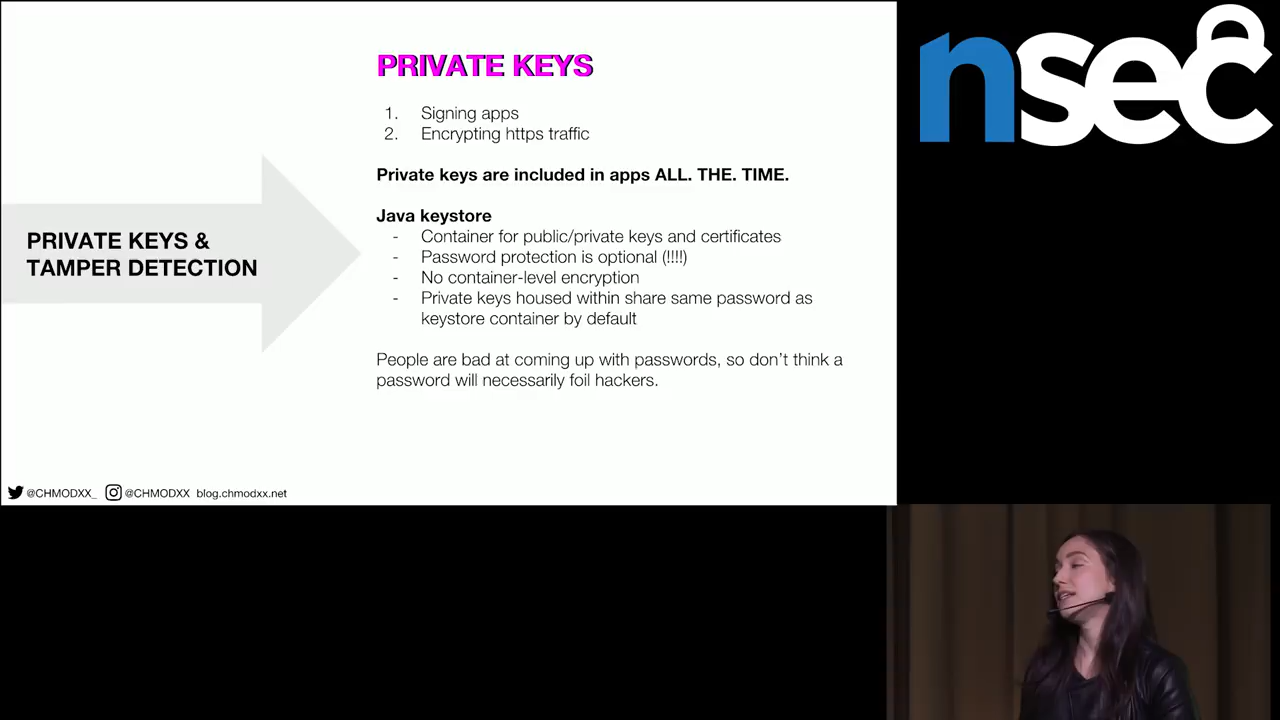 PRIVATE KEYS
1. Signing apps
2. Encrypting https traffic
Private keys are included in apps ALL. THE. TIME.
Java keystore
- Container for public/private keys and certificates
- Password protection is optional (!!!!)
- No container-level encryption
- Private keys housed within share same password as
keystore container by default
People are bad at coming up with passwords, so don't think a
password will necessarily foil hackers.
PRIVATE KEYS &
TAMPER DETECTION
@CHMODXX_ @CHMODXX blog.chmodxx.net
nsec